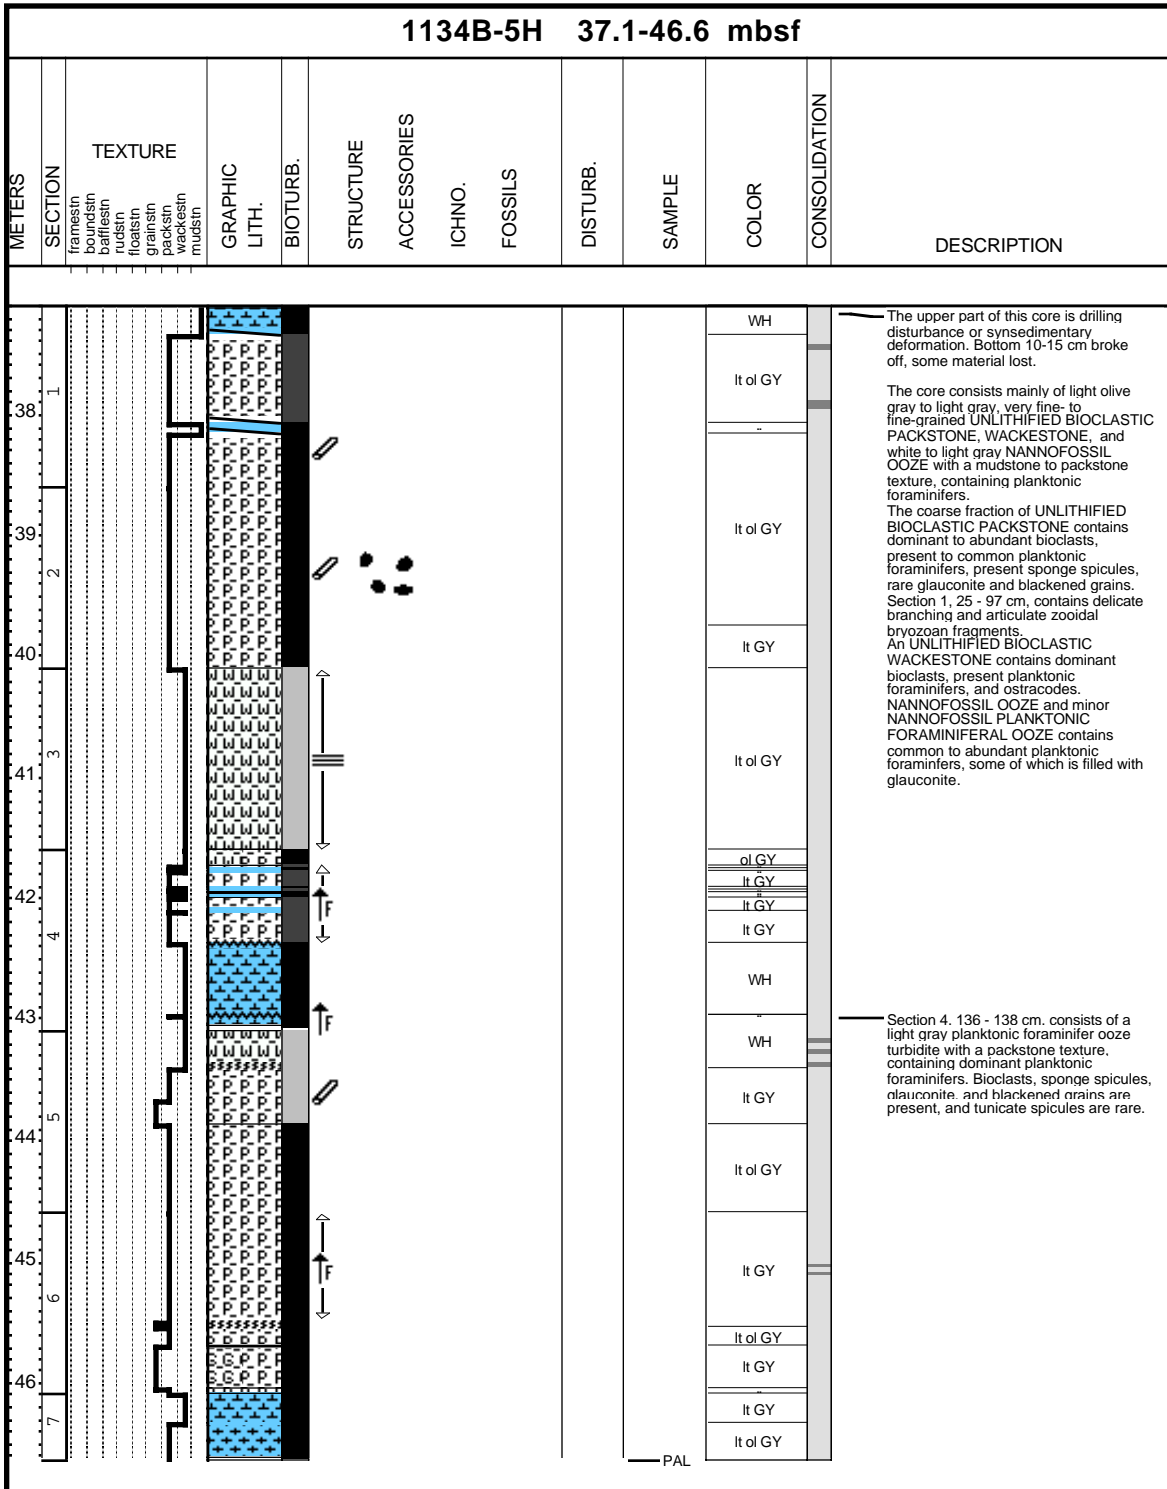 1134B-5H 37.1-46.6 mbsf
METERS
SECTION
TEXTURE
framestn
boundstn
bafflestn
rudstn
floatstn
grainstn
packstn
wackestn
mudstn
GRAPHIC
LITH.
BIOTURB.
STRUCTURE
ACCESSORIES
ICHNO.
FOSSILS
DISTURB.
SAMPLE
COLOR
CONSOLIDATION
DESCRIPTION
38
39
40
41
42
43
44
45
46
1
2
3
4
5
6
7
F
F
F
PAL
WH
lt ol GY
lt ol GY
lt GY
lt ol GY
ol GY
lt GY
lt GY
lt GY
WH
WH
lt GY
lt ol GY
lt GY
lt ol GY
lt GY
lt GY
lt ol GY
The upper part of this core is drilling
disturbance or synsedimentary
deformation. Bottom 10-15 cm broke
off, some material lost.
The core consists mainly of light olive
gray to light gray, very fine- to
fine-grained UNLITHIFIED BIOCLASTIC
PACKSTONE, WACKESTONE, and
white to light gray NANNOFOSSIL
OOZE with a mudstone to packstone
texture, containing planktonic
foraminifers.
The coarse fraction of UNLITHIFIED
BIOCLASTIC PACKSTONE contains
dominant to abundant bioclasts,
present to common planktonic
foraminifers, present sponge spicules,
rare glauconite and blackened grains.
Section 1, 25 - 97 cm, contains delicate
branching and articulate zooidal
bryozoan fragments.
An UNLITHIFIED BIOCLASTIC
WACKESTONE contains dominant
bioclasts, present planktonic
foraminifers, and ostracodes.
NANNOFOSSIL OOZE and minor
NANNOFOSSIL PLANKTONIC
FORAMINIFERAL OOZE contains
common to abundant planktonic
foraminfers, some of which is filled with
glauconite.
Section 4. 136 - 138 cm. consists of a
light gray planktonic foraminifer ooze
turbidite with a packstone texture,
containing dominant planktonic
foraminifers. Bioclasts, sponge spicules,
glauconite, and blackened grains are
present, and tunicate spicules are rare.